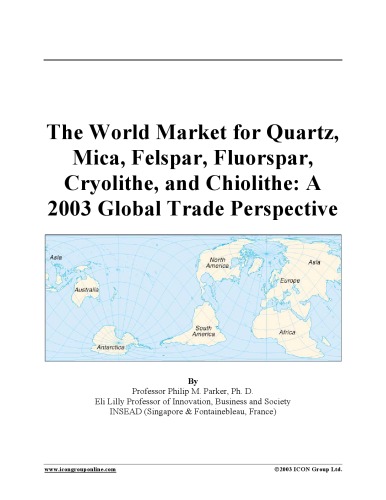 The World Market for Quartz,
Mica, Felspar, Fluorspar,
Cryolithe, and Chiolithe: A
2003 Global Trade Perspective
Asia
North
America
Asia
Europe
Australia
South
America
Africa
Antarctica
By
Professor Philip M. Parker, Ph. D.
Eli Lilly Professor of Innovation, Business and Society
INSEAD (Singapore & Fontainebleau, France)
www.icongrouponline.com ©2003 ICON Group Ltd.